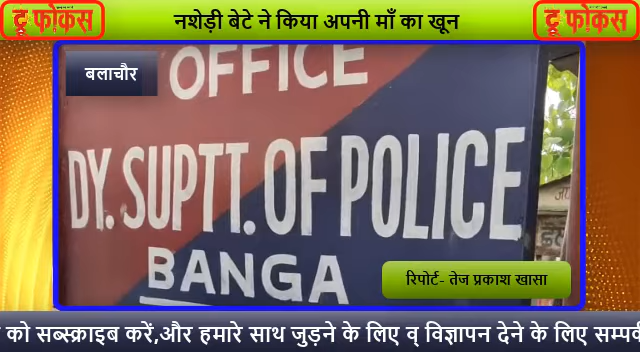 टू फोकस
नशेड़ी बेटे ने किया अपनी माँ का खून
टू फोकस
बलाचौर
OFFICE
DY. SUPTT. OF POLICE
BANGA
रिपोर्ट- तेज प्रकाश खासा
को सब्स्क्राइब करें,और हमारे साथ जुड़ने के लिए व् विज्ञापन देने के लिए सम्पर्क